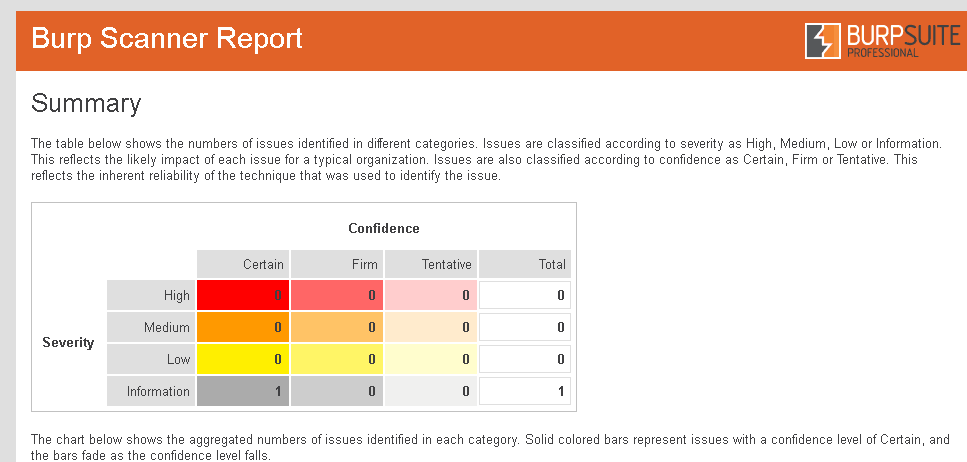 Burp Scanner Report
BURPSUITE
PROFESSIONAL
Summary
The table below shows the numbers of issues identified in different categories. Issues are classified according to severity as High, Medium, Low or Information.
This reflects the likely impact of each issue for a typical organization. Issues are also classified according to confidence as Certain, Firm or Tentative. This
reflects the inherent reliability of the technique that was used to identify the issue.
Confidence
Certain Firm Tentative Total
High 0 0 0 0
Medium 0 0 0 0
Severity
Low 0 0 0 0
Information 1 0 0 1
The chart below shows the aggregated numbers of issues identified in each category. Solid colored bars represent issues with a confidence level of Certain, and
the bars fade as the confidence level falls.